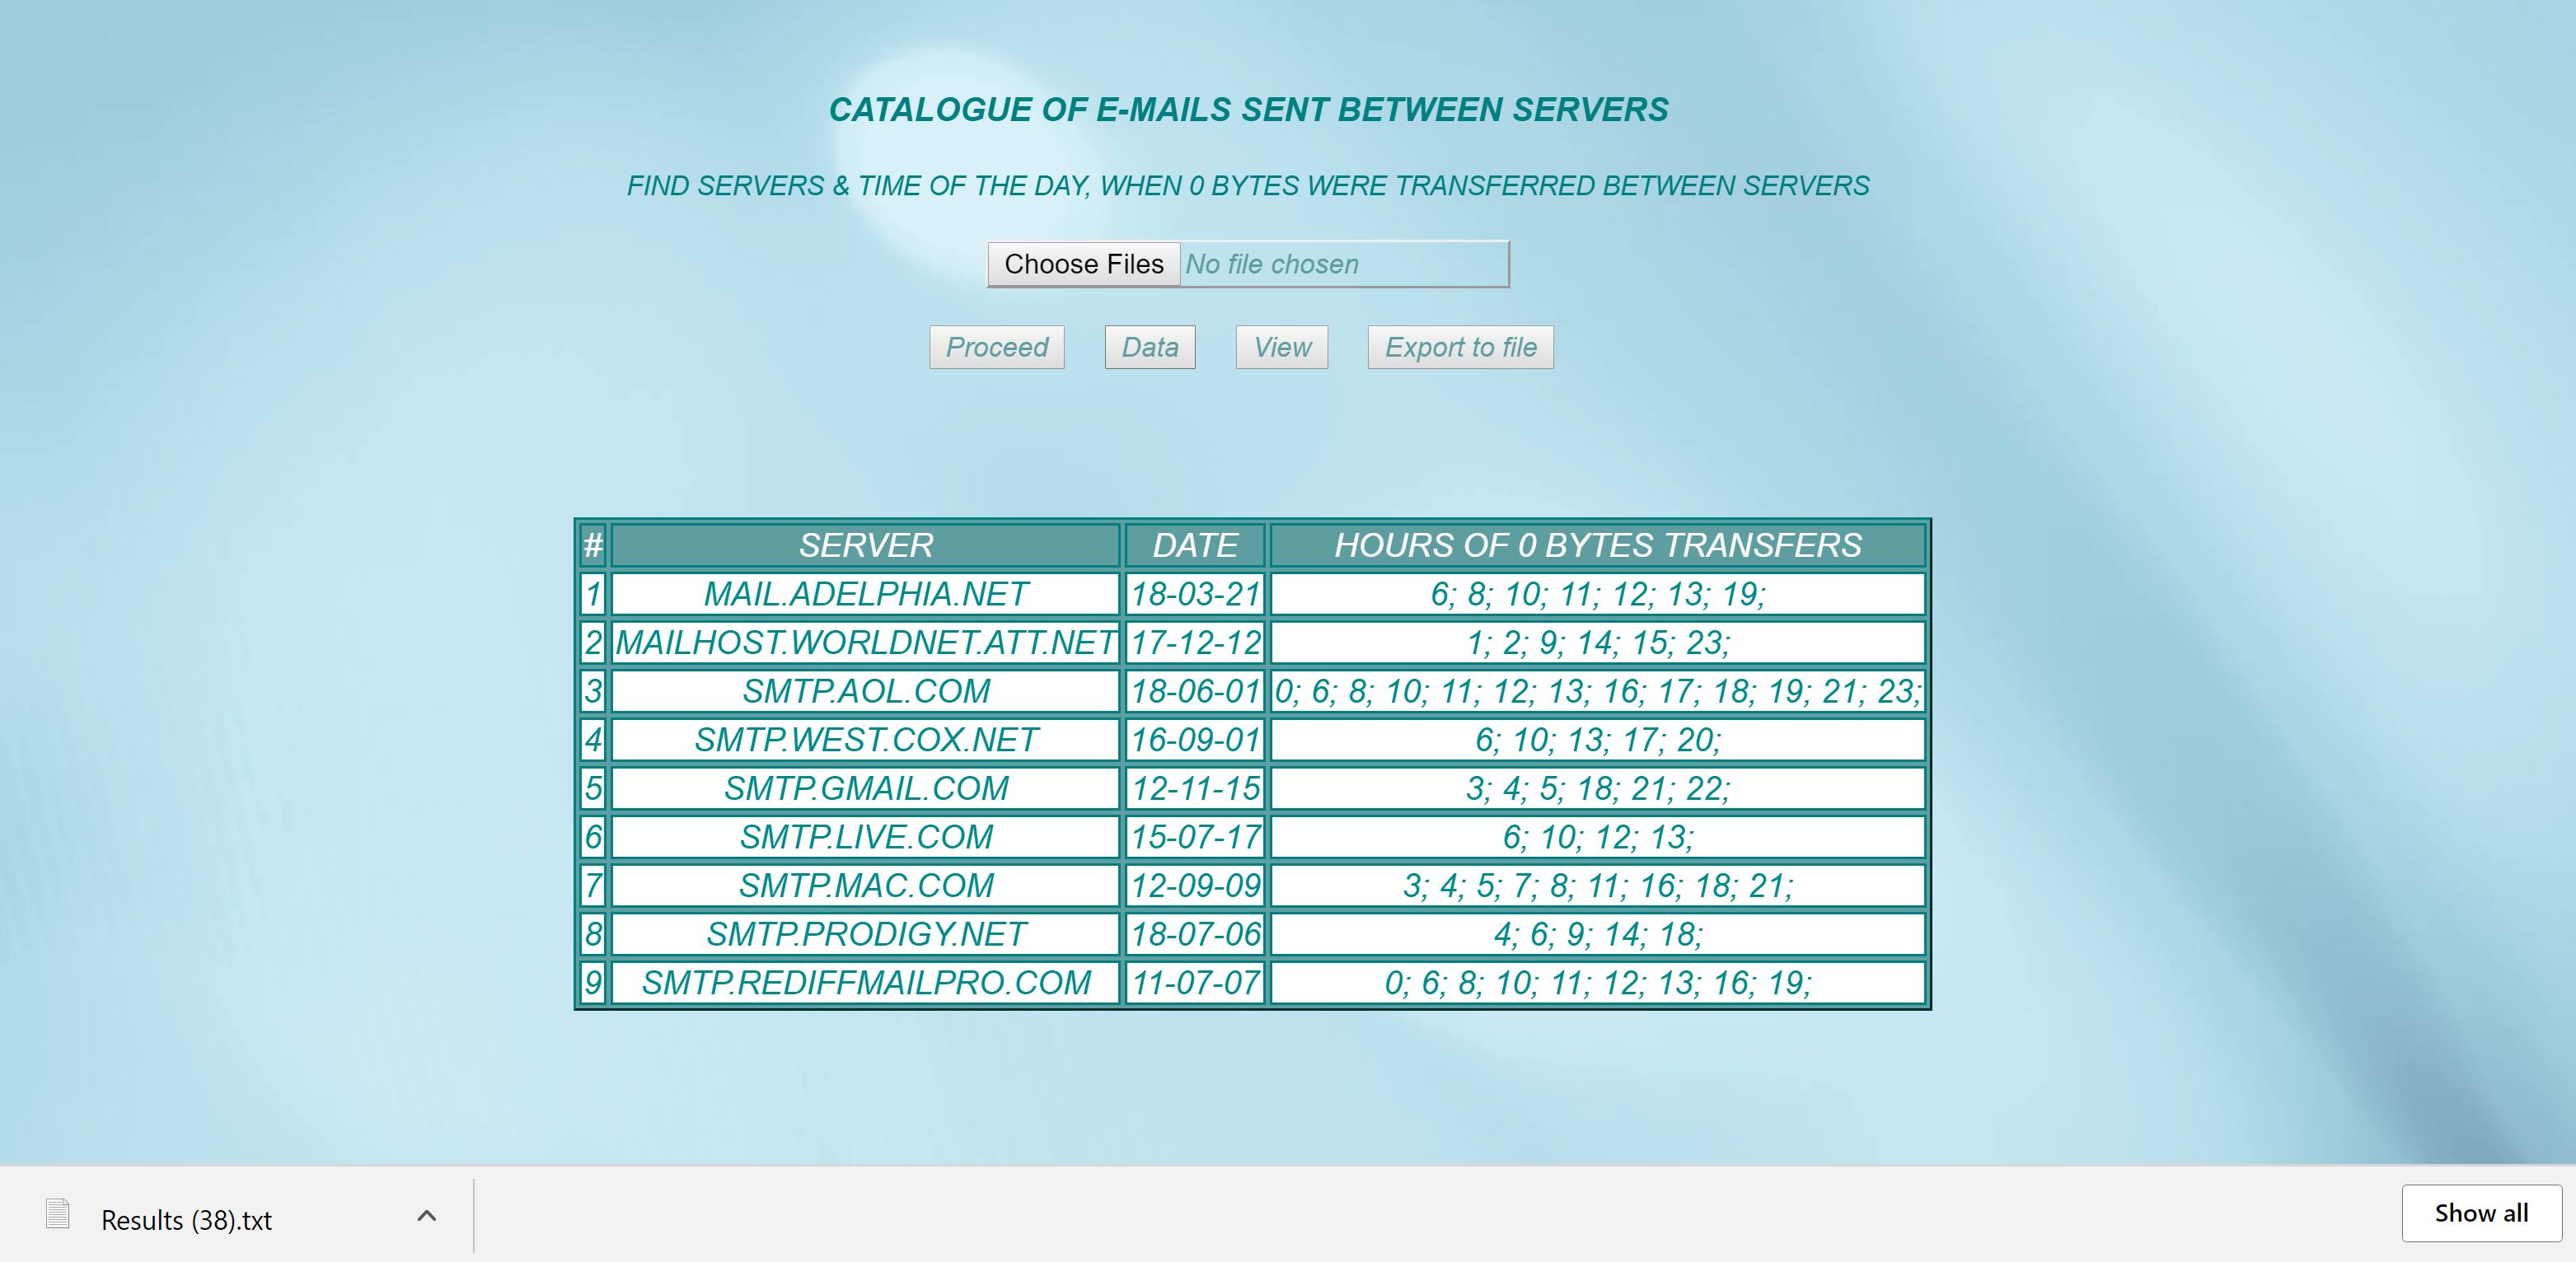 CATALOGUE OF E-MAILS SENT BETWEEN SERVERS
FIND SERVERS & TIME OF THE DAY, WHEN 0 BYTES WERE TRANSFERRED BETWEEN SERVERS
Choose Files No file chosen
Proceed Data View Export to file
# SERVER DATE HOURS OF 0 BYTES TRANSFERS
1 MAIL.ADELPHIA.NET 18-03-21 6; 8; 10; 11; 12; 13; 19;
2 MAILHOST.WORLDNET.ATT.NET 17-12-12 1; 2; 9; 14; 15; 23;
3 SMTP.AOL.COM 18-06-01 0; 6; 8; 10; 11; 12; 13; 16; 17; 18; 19; 21; 23;
4 SMTP.WEST.COX.NET 16-09-01 6; 10; 13; 17; 20;
5 SMTP.GMAIL.COM 12-11-15 3; 4; 5; 18; 21; 22;
6 SMTP.LIVE.COM 15-07-17 6; 10; 12; 13;
7 SMTP.MAC.COM 12-09-09 3; 4; 5; 7; 8; 11; 16; 18; 21;
8 SMTP.PRODIGY.NET 18-07-06 4; 6; 9; 14; 18;
9 SMTP.REDIFFMAILPRO.COM 11-07-07 0; 6; 8; 10; 11; 12; 13; 16; 19;
Results (38).txt Show all